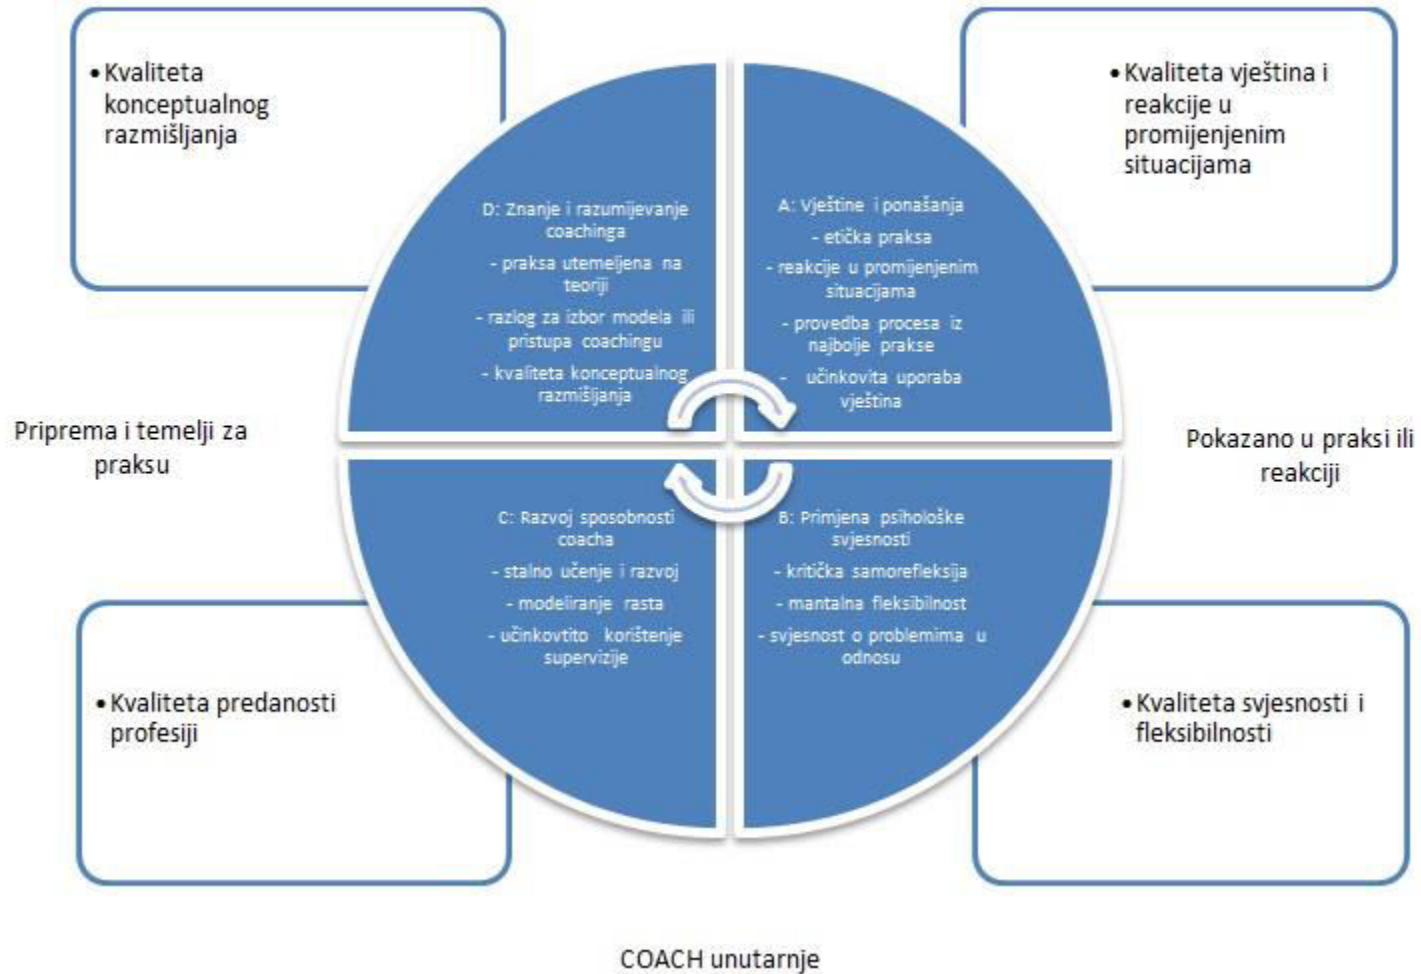 • Kvaliteta
konceptualnog
razmišljanja
• Kvaliteta vještina i
reakcije u
promijenjenim
situacijama
D: Znanje i razumijevanje
coachinga
- praksa utemeljena na
teoriji
- razlog za izbor modela ili
pristupa coachingu
- kvaliteta konceptualnog
razmišljanja
A: Vještine i ponašanja
- etička praksa
- reakcije u promijenjenim
situacijama
- provedba procesa iz
najbolje prakse
- učinkovita uporaba
vještina
Priprema i temelji za
praksu
Pokazano u praksi ili
reakciji
C: Razvoj sposobnosti
coacha
- stalno učenje i razvoj
- modeliranje rasta
- učinkovtito korištenje
supervizije
B: Primjena psihološke
svjesnosti
- kritička samorefleksija
- mantalna fleksibilnost
- svjesnost o problemima u
odnosu
• Kvaliteta predanosti
profesiji
• Kvaliteta svjesnosti i
fleksibilnosti
COACH unutarnje